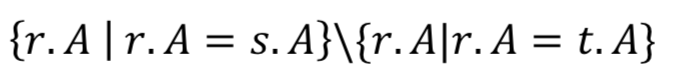 {r. A | r. A = s. A}\{r. A|r. A = t. A}